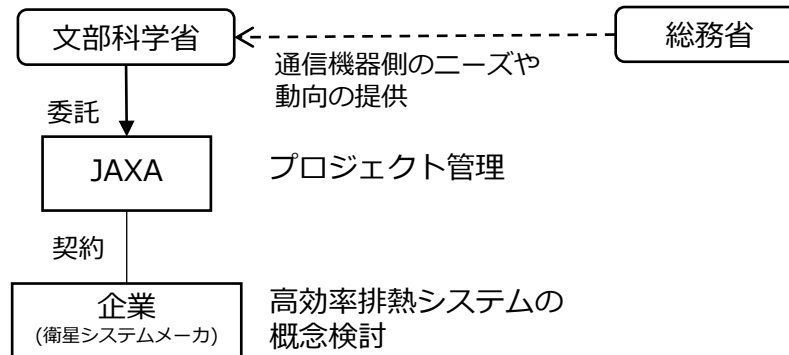 文部科学省
総務省
通信機器側のニーズや
動向の提供
委託
JAXA
プロジェクト管理
契約
企業
(衛星システムメーカ)
高効率排熱システムの
概念検討